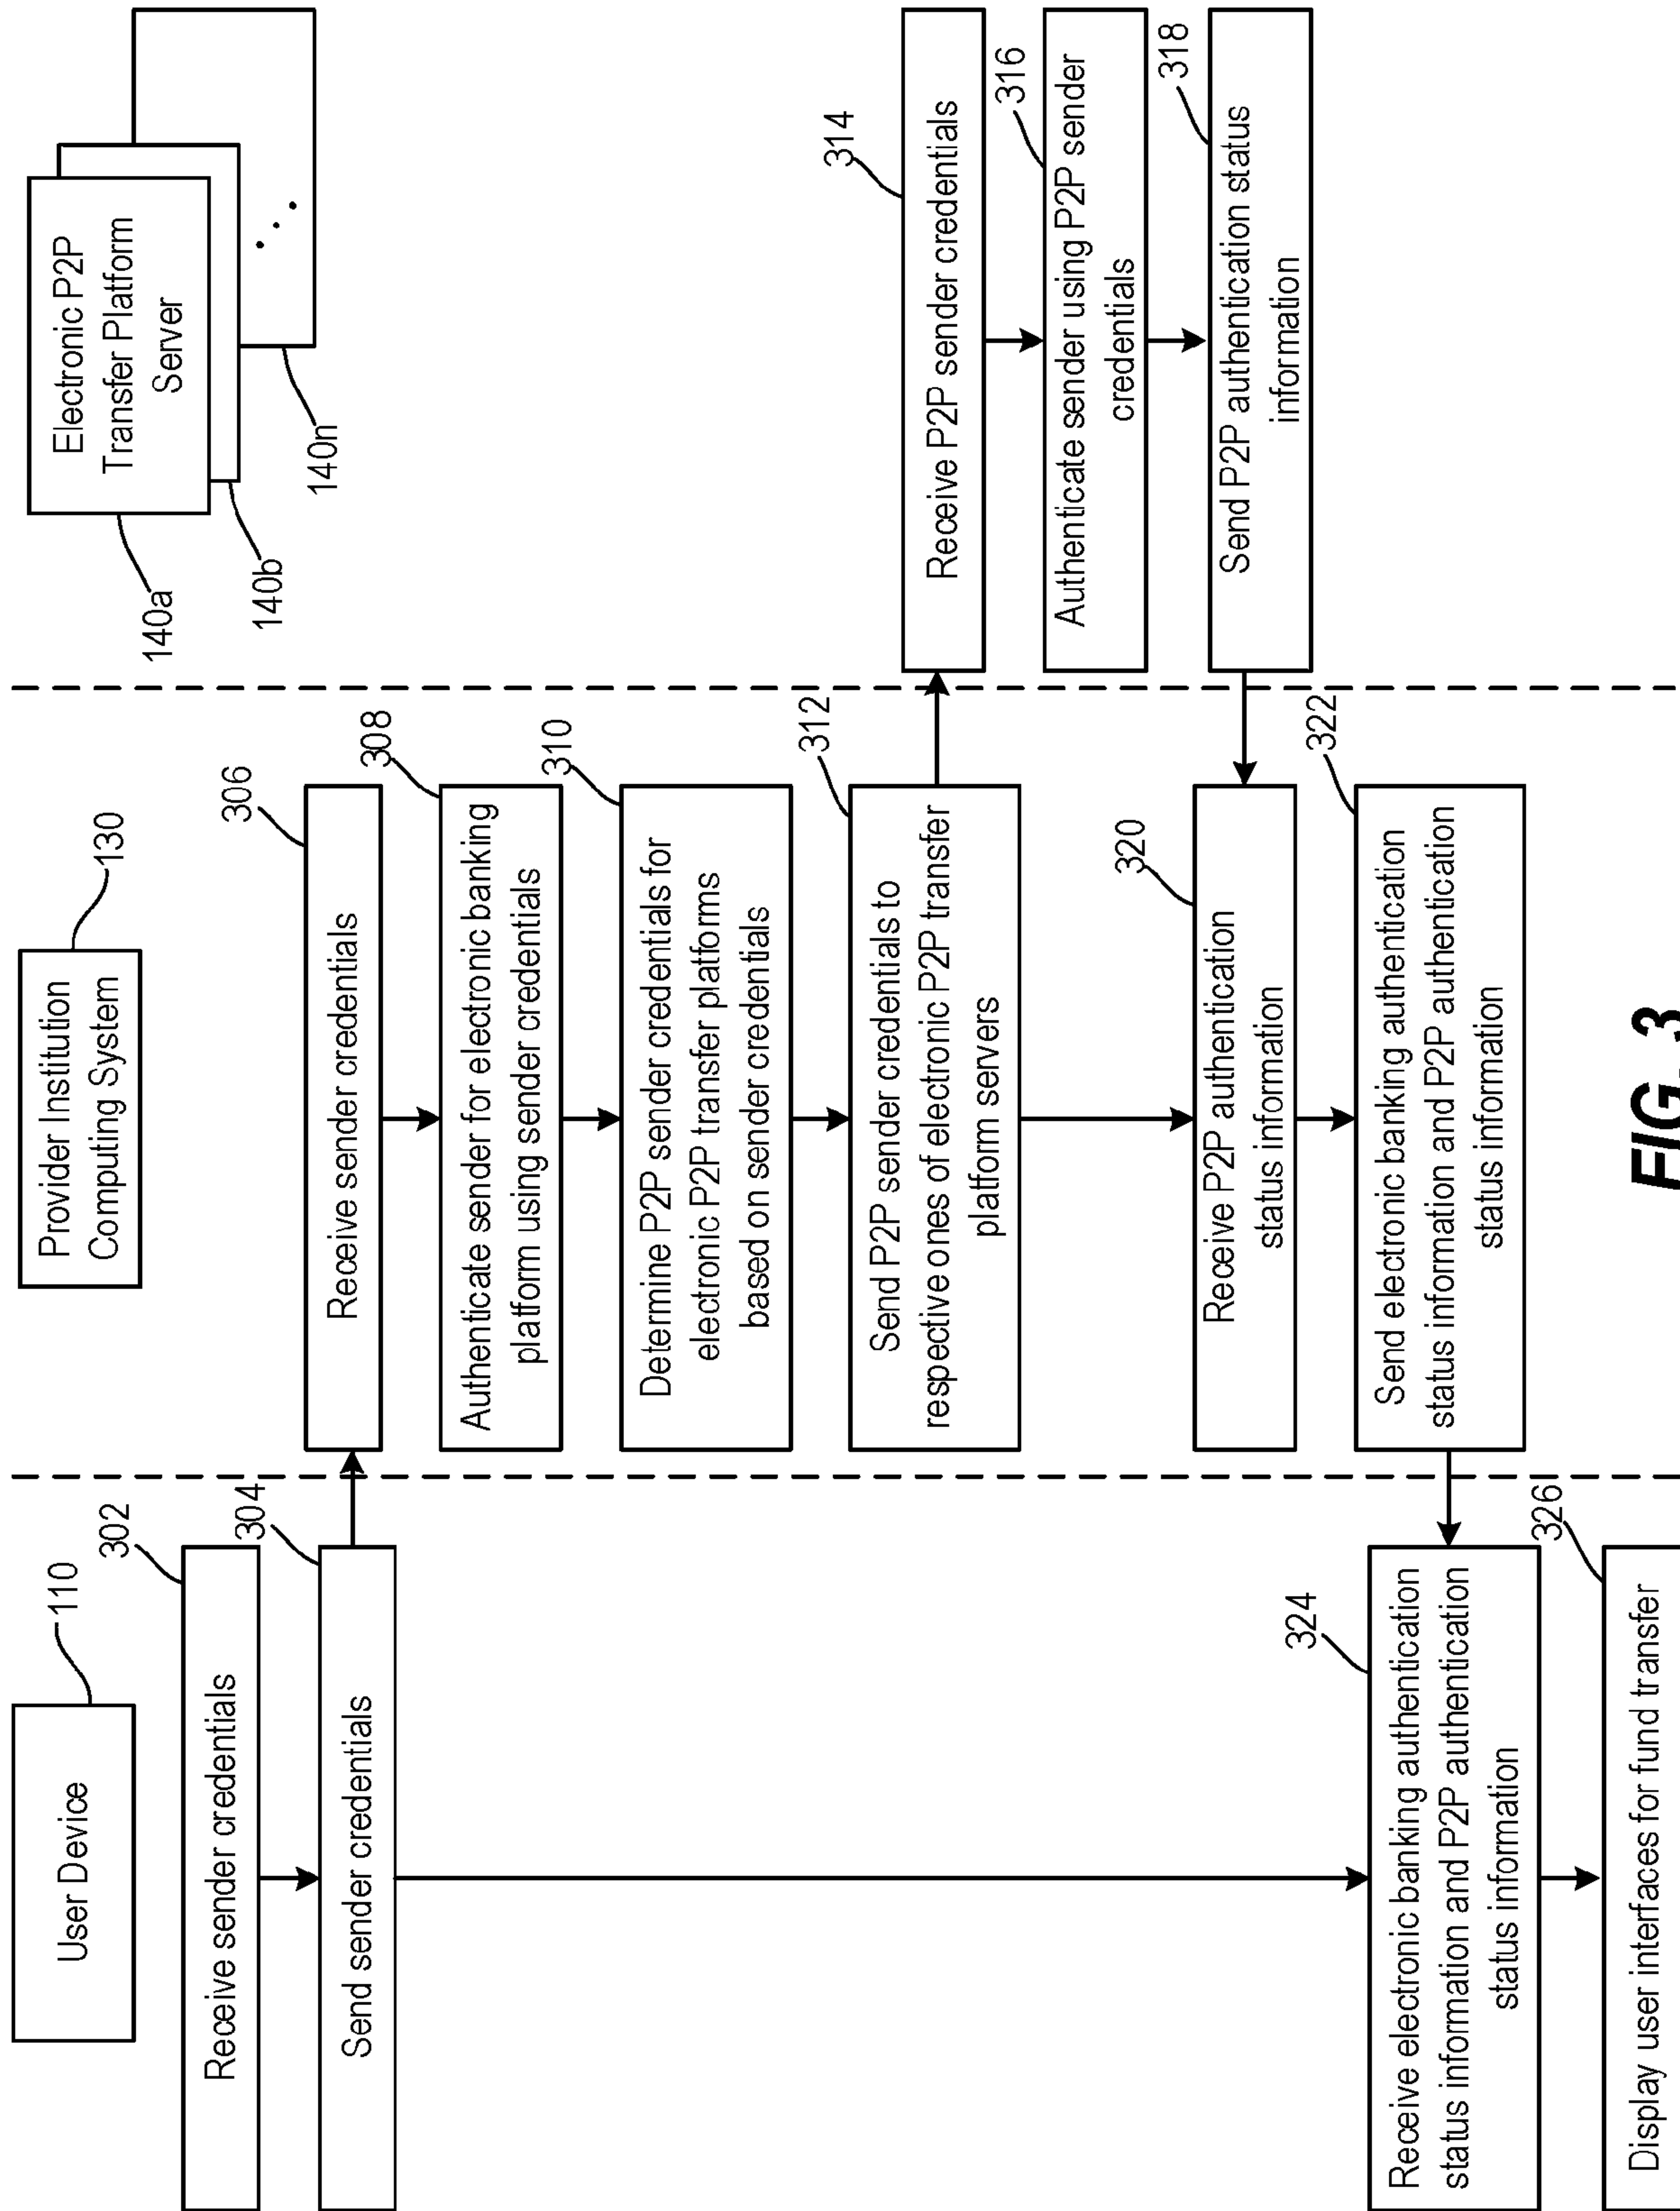 User Device
110
Provider Institution
Computing System
130
Electronic P2P
Transfer Platform
Server
140a
140b
140n
302
Receive sender credentials
304
Send sender credentials
306
Receive sender credentials
308
Authenticate sender for electronic banking
platform using sender credentials
310
Determine P2P sender credentials for
electronic P2P transfer platforms
based on sender credentials
312
Send P2P sender credentials to
respective ones of electronic P2P transfer
platform servers
314
Receive P2P sender credentials
316
Authenticate sender using P2P sender
credentials
318
Send P2P authentication status
information
320
Receive P2P authentication
status information
322
Send electronic banking authentication
status information and P2P authentication
status information
324
Receive electronic banking authentication
status information and P2P authentication
status information
326
Display user interfaces for fund transfer
FIG. 3